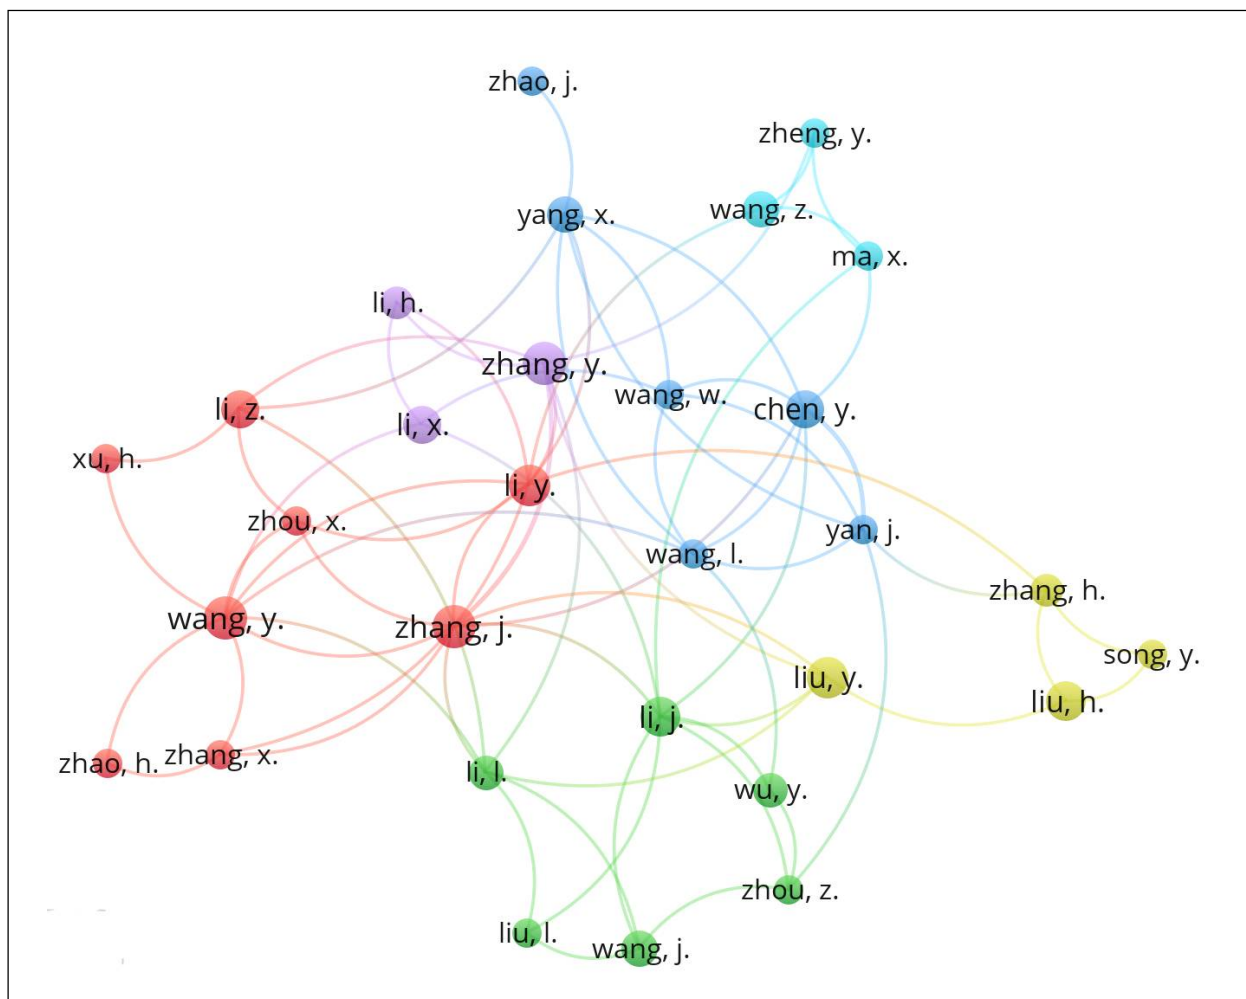 zhao, j.
zheng, y.
wang, z.
yang, x.
ma, x.
li, h.
zhang, y.
wang, w.
chen, y.
li, z.
li, x.
xu, h.
li, y.
zhou, x.
yan, j.
wang, l.
zhang, h.
wang, y.
zhang, j.
song, y.
liu, y.
liu, h.
li, j.
zhao, h.
zhang, x.
li, l.
wu, y.
zhou, z.
liu, l.
wang, j.